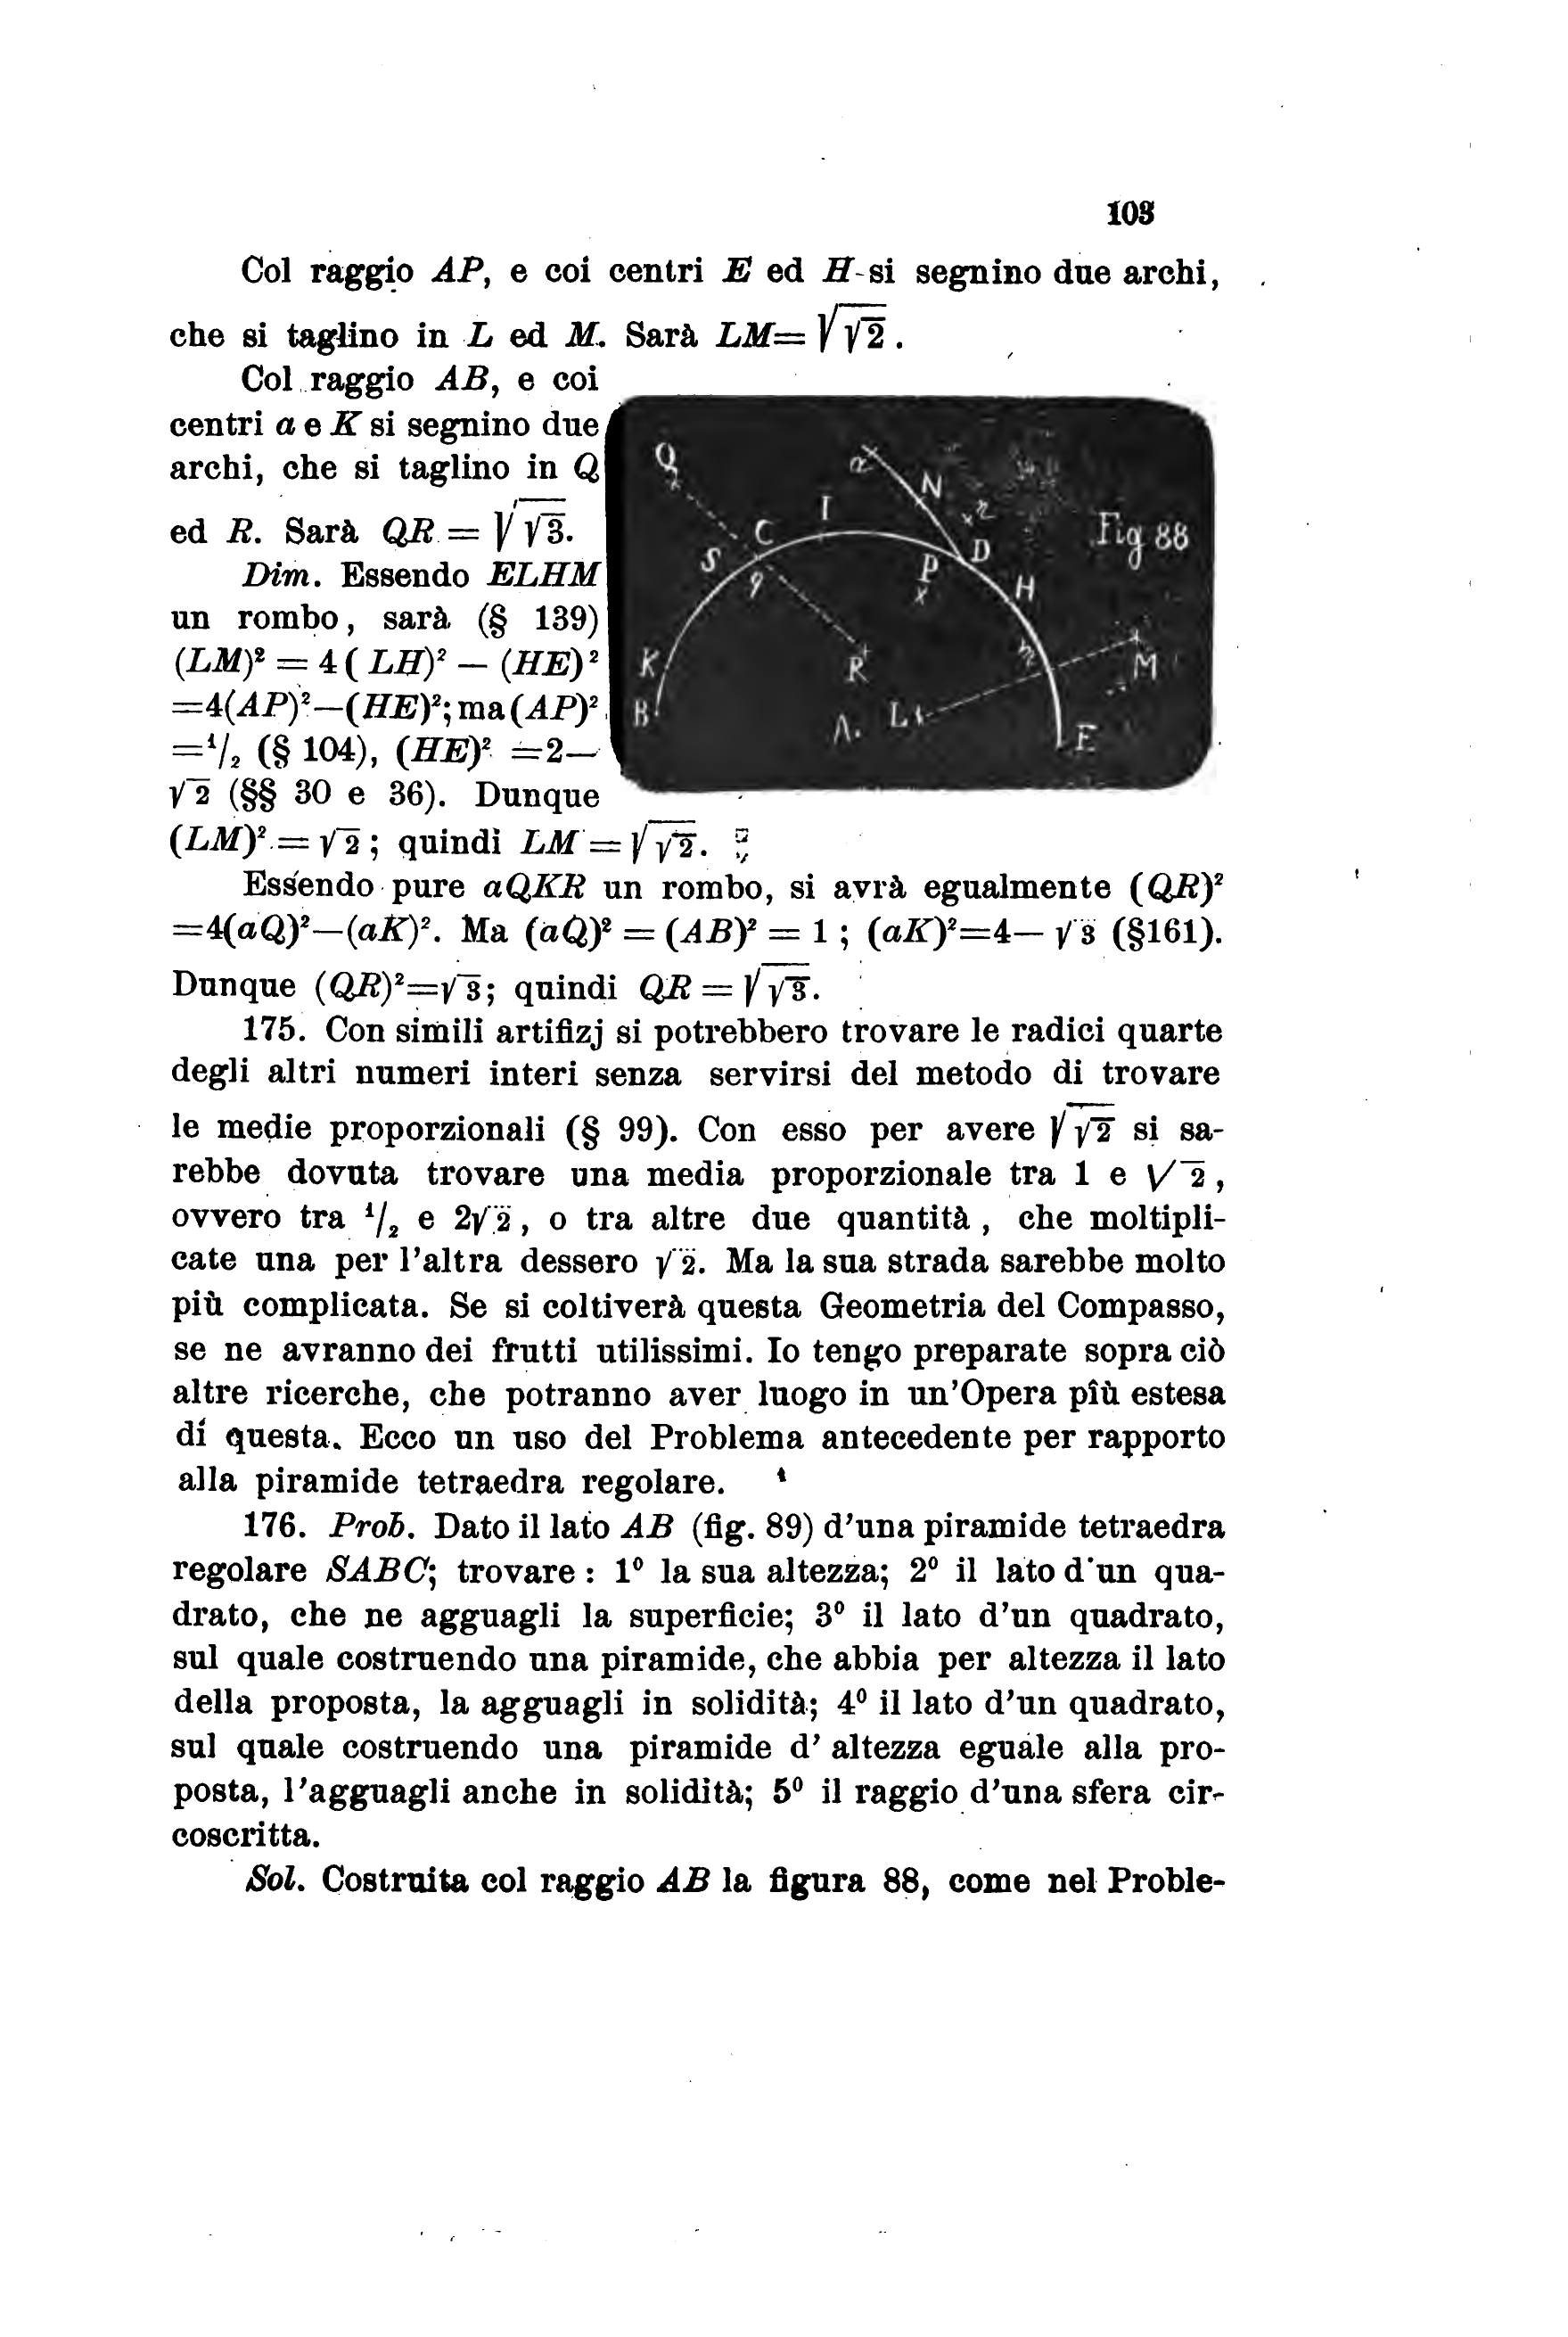 103
Col raggio AP, e coi centri E ed H si segnino due archi,
che si taglino in L ed M. Sarà LM=√√2.
Col raggio AB, e coi
centri a e K si segnino due
archi, che si taglino in Q
ed R. Sarà QR = √√3.
Dim. Essendo ELHM
un rombo, sarà (§ 139)
(LM)² = 4 ( LH)² — (HE)²
=4(AP)²—(HE)²; ma (AP)²
=¹/₂ (§ 104), (HE)² =2—
√2 (§§ 30 e 36). Dunque
(LM)² = √2; quindi LM = √√2.
Q
a
N
I
C
S
D
P
H
q
K
R
B
A.
L
M
E
Fig 88
Essendo pure aQKR un rombo, si avrà egualmente (QR)²
=4(aQ)²—(aK)². Ma (aQ)² = (AB)² = 1 ; (aK)²=4— √3 (§161).
Dunque (QR)²=√3; quindi QR = √√3.
175. Con simili artifizj si potrebbero trovare le radici quarte
degli altri numeri interi senza servirsi del metodo di trovare
le medie proporzionali (§ 99). Con esso per avere √√2 si sa-
rebbe dovuta trovare una media proporzionale tra 1 e √2,
ovvero tra ¹/₂ e 2√2, o tra altre due quantità, che moltipli-
cate una per l'altra dessero √2. Ma la sua strada sarebbe molto
più complicata. Se si coltiverà questa Geometria del Compasso,
se ne avranno dei frutti utilissimi. Io tengo preparate sopra ciò
altre ricerche, che potranno aver luogo in un'Opera pîù estesa
di questa. Ecco un uso del Problema antecedente per rapporto
alla piramide tetraedra regolare.
176. Prob. Dato il lato AB (fig. 89) d'una piramide tetraedra
regolare SABC; trovare : 1⁰ la sua altezza; 2⁰ il lato d'un qua-
drato, che ne agguagli la superficie; 3⁰ il lato d'un quadrato,
sul quale costruendo una piramide, che abbia per altezza il lato
della proposta, la agguagli in solidità; 4⁰ il lato d'un quadrato,
sul quale costruendo una piramide d' altezza eguale alla pro-
posta, l'agguagli anche in solidità; 5⁰ il raggio d'una sfera cir-
coscritta.
Sol. Costruita col raggio AB la figura 88, come nel Proble-